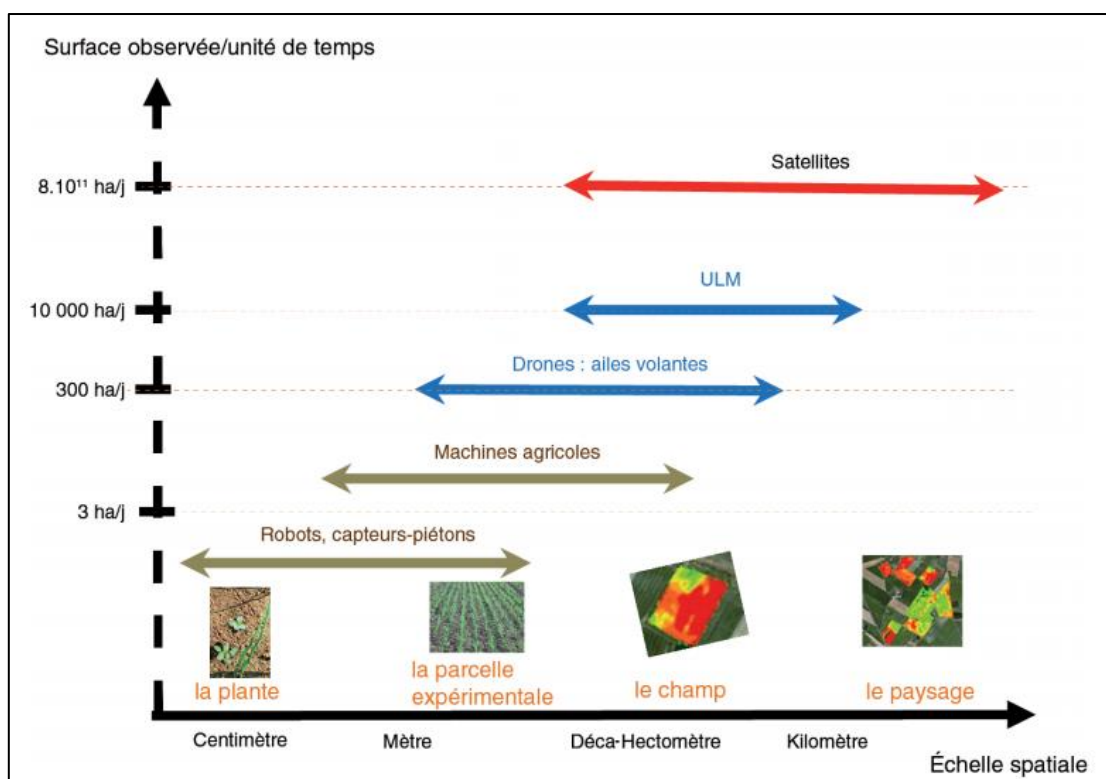 Surface observée/unité de temps
8.10¹¹ ha/j
Satellites
10 000 ha/j
ULM
300 ha/j
Drones : ailes volantes
Machines agricoles
3 ha/j
Robots, capteurs-piétons
la plante
la parcelle
expérimentale
le champ
le paysage
Centimètre
Mètre
Déca-Hectomètre
Kilomètre
Échelle spatiale